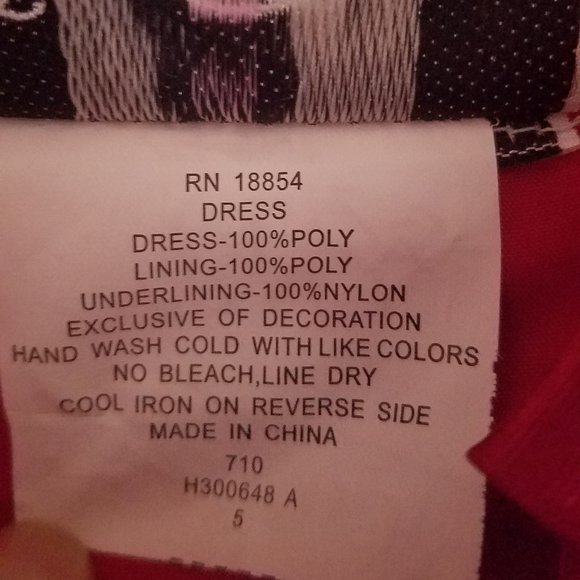 RN 18854
DRESS
DRESS-100%POLY
LINING-100%POLY
UNDERLINING-100%NYLON
EXCLUSIVE OF DECORATION
HAND WASH COLD WITH LIKE COLORS
NO BLEACH,LINE DRY
COOL IRON ON REVERSE SIDE
MADE IN CHINA
710
H300648 A
5